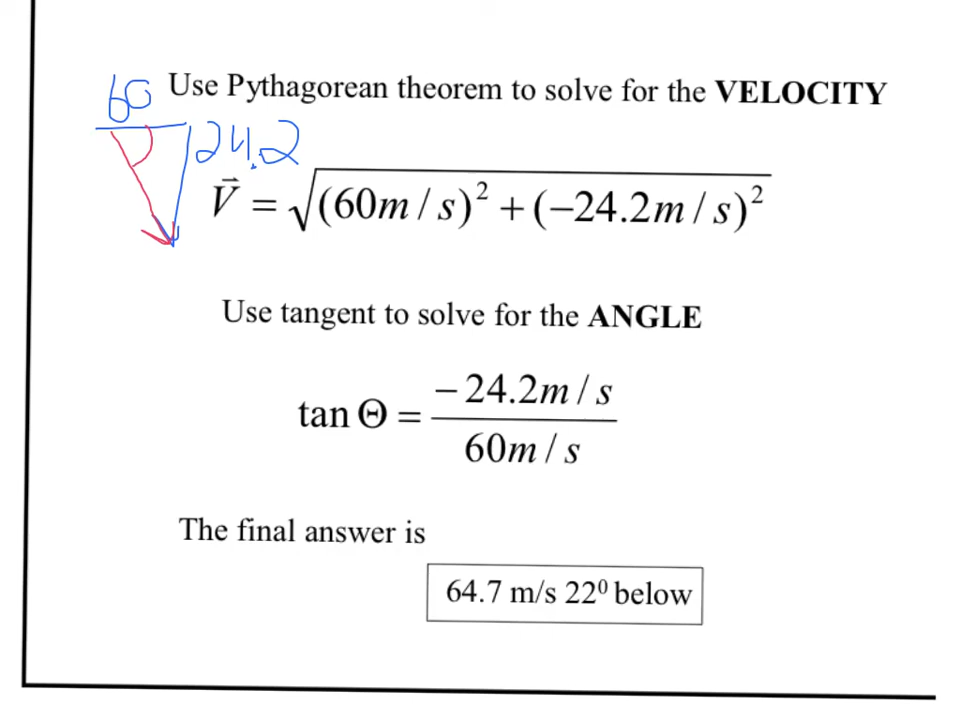 60 Use Pythagorean theorem to solve for the VELOCITY
24.2
V⃗ = √(60m / s)² + (−24.2m / s)²
Use tangent to solve for the ANGLE
tan Θ = −24.2m / s / 60m / s
The final answer is
64.7 m/s 22⁰ below